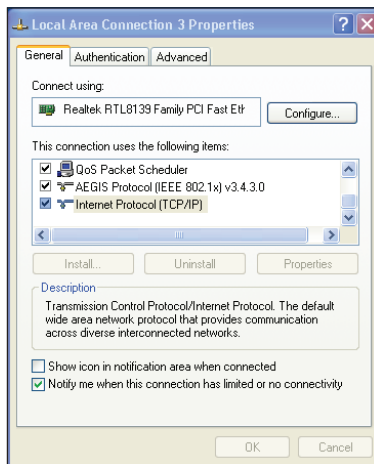 Local Area Connection 3 Properties
General
Authentication
Advanced
Connect using:
Realtek RTL8139 Family PCI Fast Eth
Configure...
This connection uses the following items:
QoS Packet Scheduler
AEGIS Protocol (IEEE 802.1x) v3.4.3.0
Internet Protocol (TCP/IP)
Install...
Uninstall
Properties
Description
Transmission Control Protocol/Internet Protocol. The default
wide area network protocol that provides communication
across diverse interconnected networks.
Show icon in notification area when connected
Notify me when this connection has limited or no connectivity
OK
Cancel